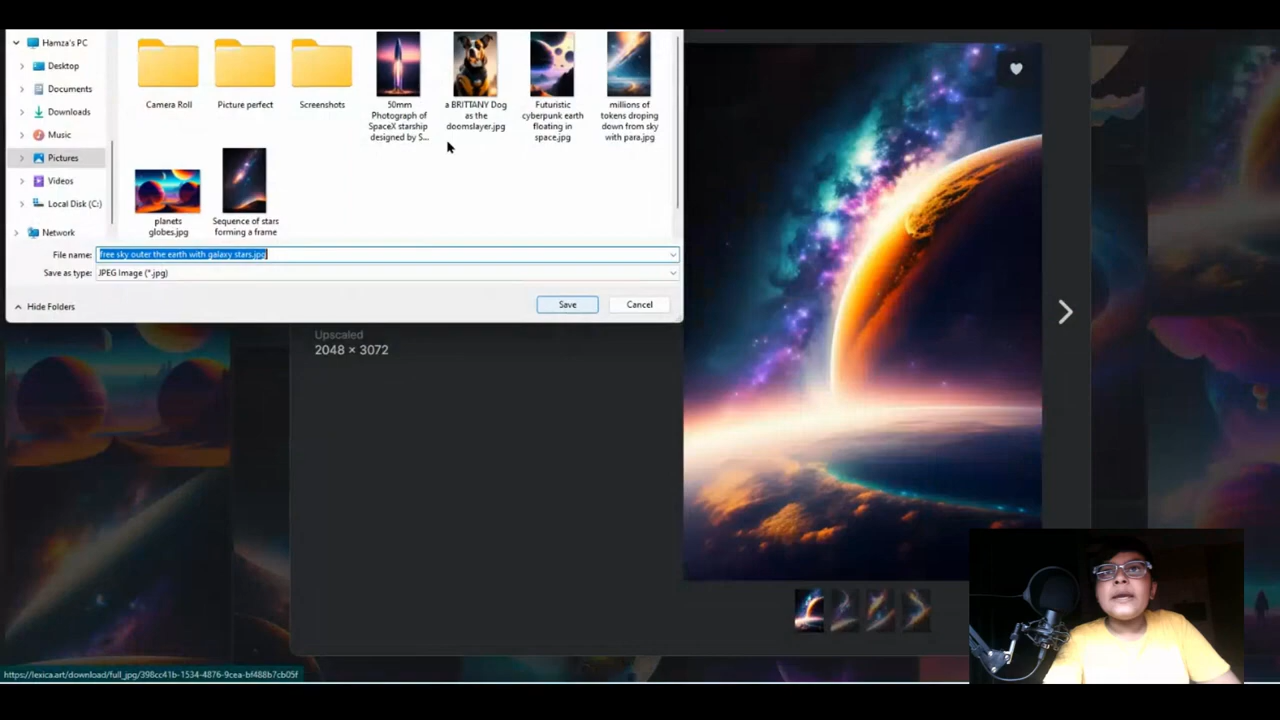 Hamza's PC
Desktop
Documents
Downloads
Music
Pictures
Videos
Local Disk (C:)
Network
Camera Roll
Picture perfect
Screenshots
50mm
Photograph of
SpaceX starship
designed by S...
a BRITTANY Dog
as the
doomslayer.jpg
Futuristic
cyberpunk earth
floating in
space.jpg
millions of
tokens droping
down from sky
with para.jpg
planets
globes.jpg
Sequence of stars
forming a frame
File name: free sky outer the earth with galaxy stars.jpg
Save as type: JPEG Image (*.jpg)
Hide Folders
Save
Cancel
Upscaled
2048 × 3072
https://lexica.art/download/full_jpg/398cc41b-1534-4876-9cea-bf488b7cb05f